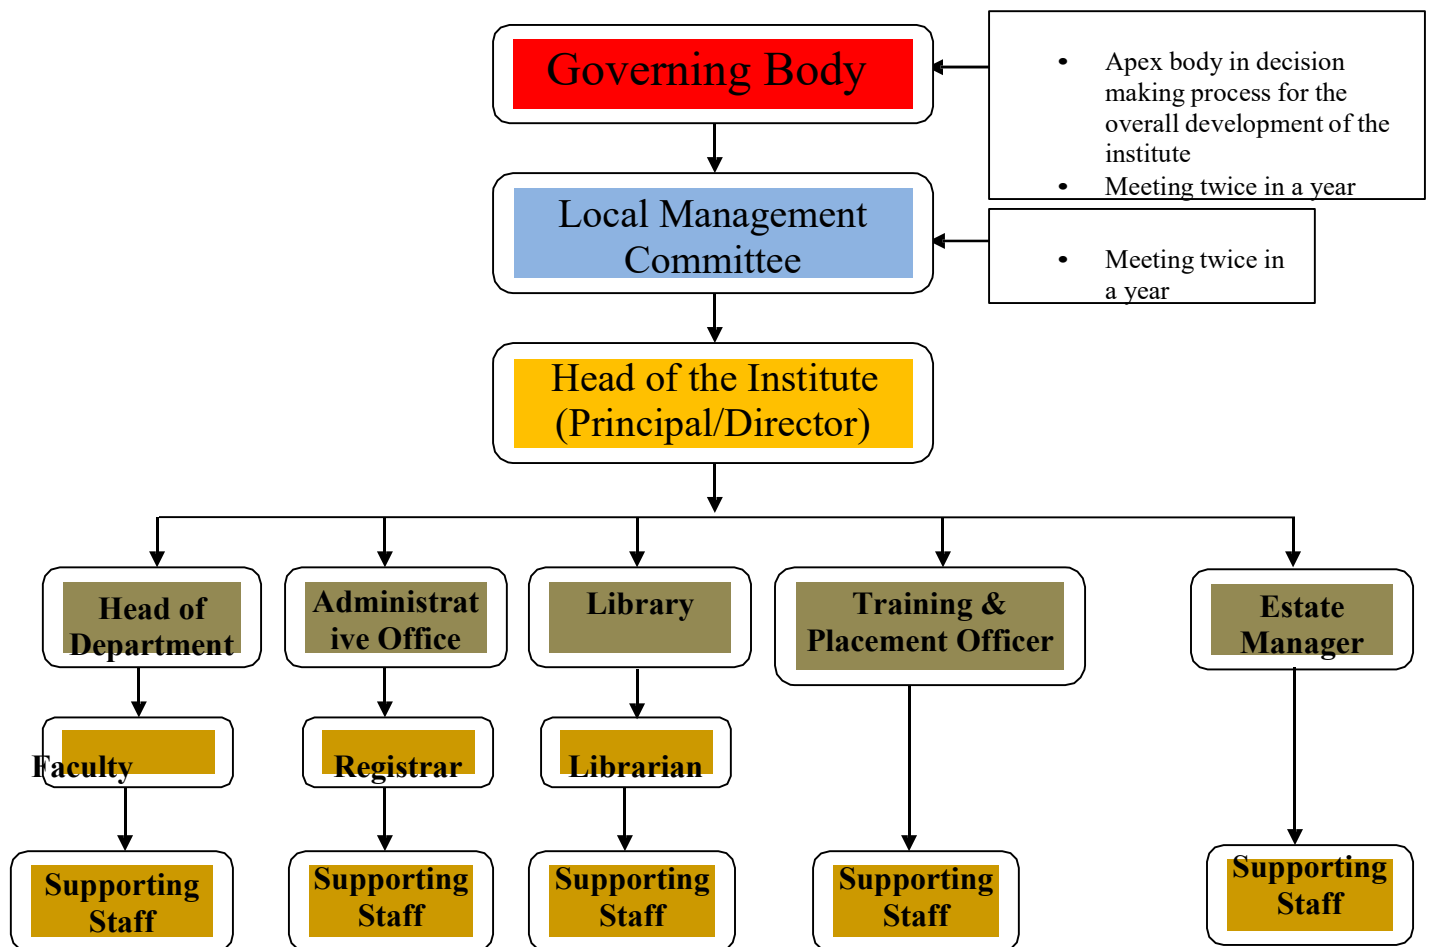 Governing Body
• Apex body in decision
making process for the
overall development of the
institute
• Meeting twice in a year
Local Management
Committee
• Meeting twice in
a year
Head of the Institute
(Principal/Director)
Head of
Department
Administrat
ive Office
Library
Training &
Placement Officer
Estate
Manager
Faculty
Registrar
Librarian
Supporting
Staff
Supporting
Staff
Supporting
Staff
Supporting
Staff
Supporting
Staff